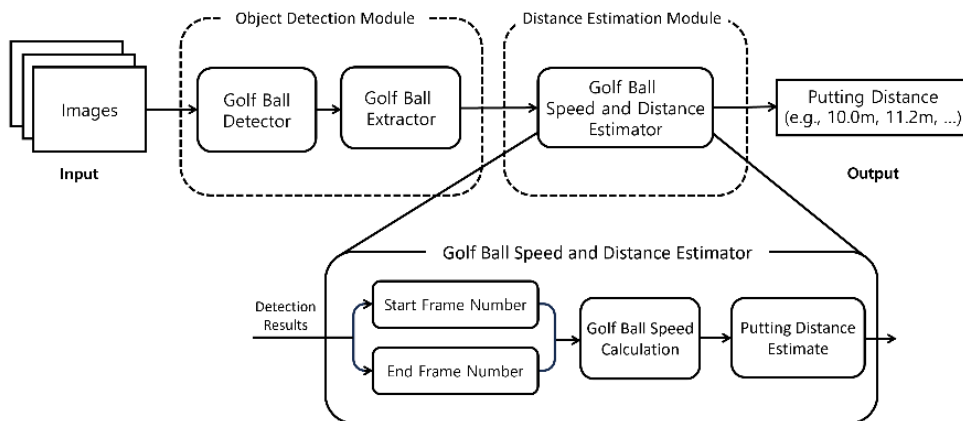 Object Detection Module
Distance Estimation Module
Images
Golf Ball
Detector
Golf Ball
Extractor
Golf Ball
Speed and Distance
Estimator
Putting Distance
(e.g., 10.0m, 11.2m, ...)
Input
Output
Golf Ball Speed and Distance Estimator
Detection
Results
Start Frame Number
End Frame Number
Golf Ball Speed
Calculation
Putting Distance
Estimate